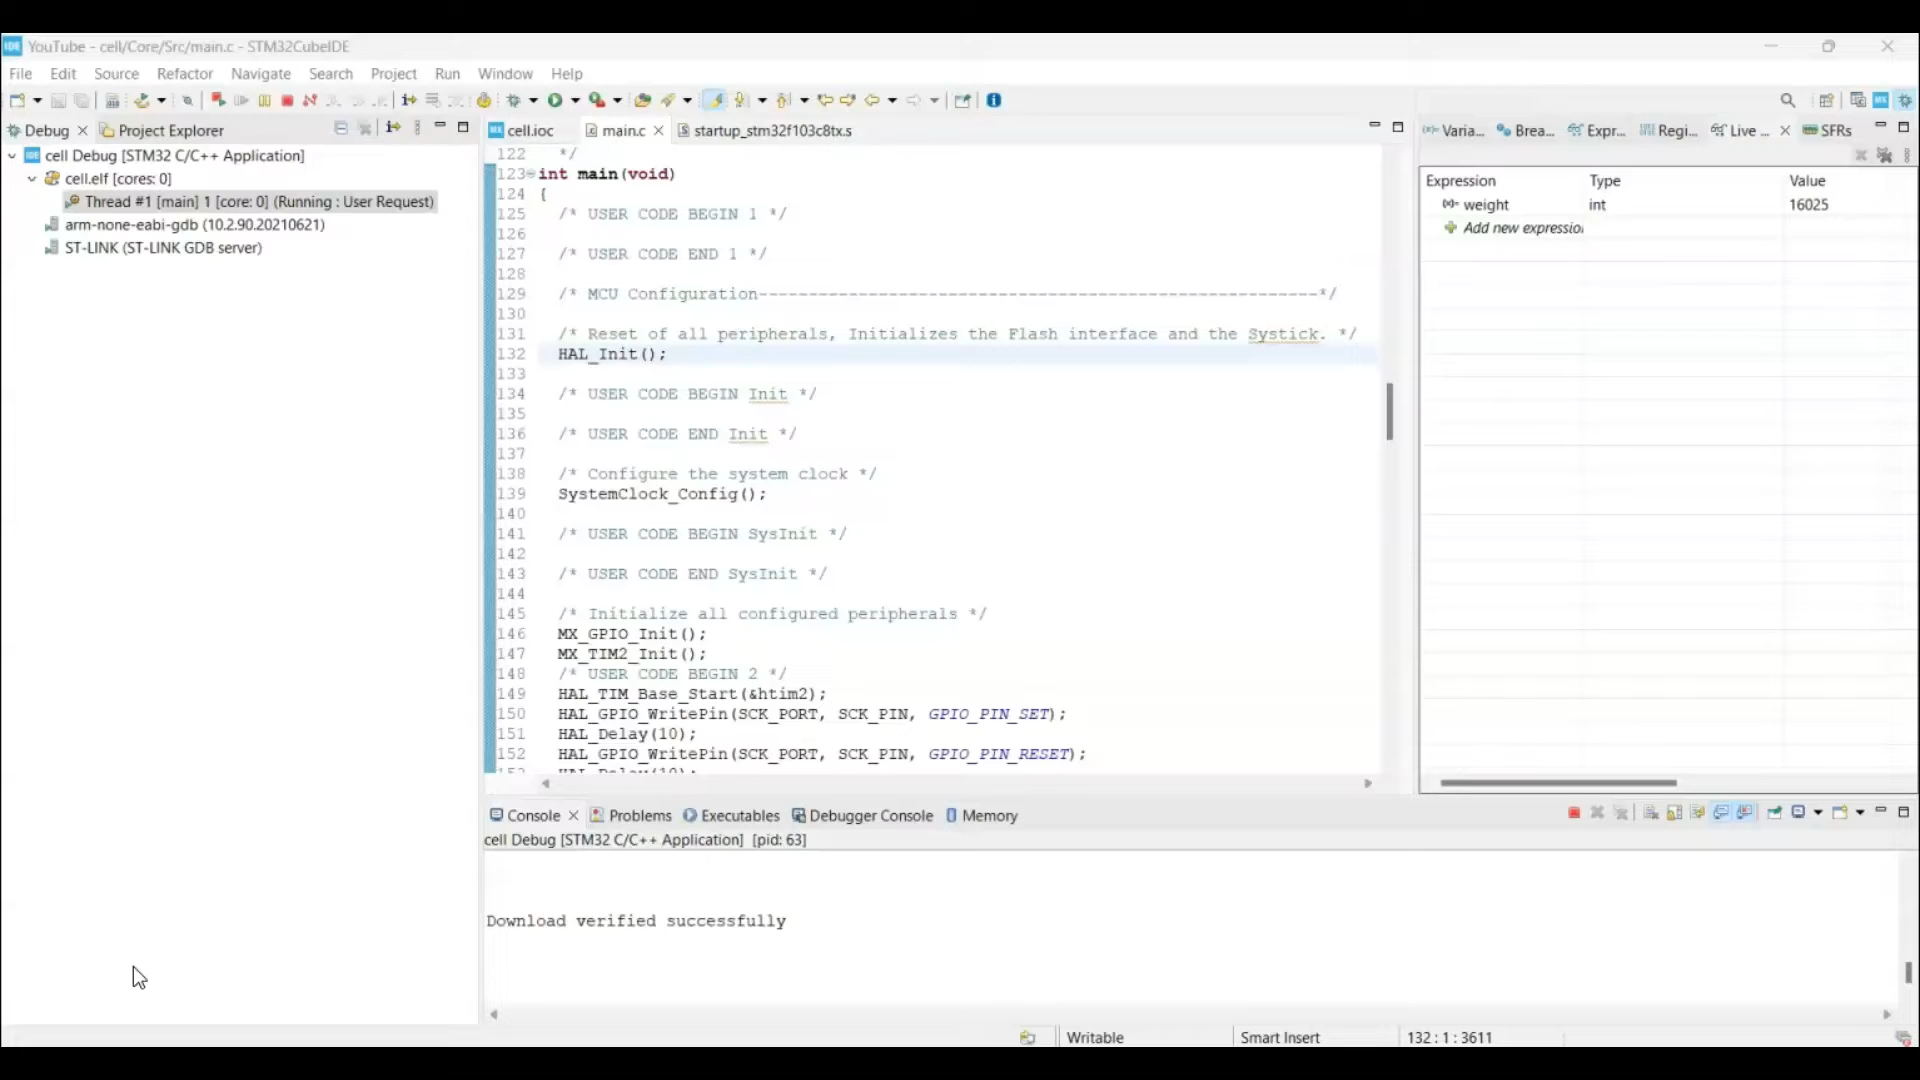 IDE YouTube - cell/Core/Src/main.c - STM32CubeIDE
File Edit Source Refactor Navigate Search Project Run Window Help
Debug Project Explorer
cell Debug [STM32 C/C++ Application]
cell.elf [cores: 0]
Thread #1 [main] 1 [core: 0] (Running : User Request)
arm-none-eabi-gdb (10.2.90.20210621)
ST-LINK (ST-LINK GDB server)
cell.ioc main.c startup_stm32f103c8tx.s
122 */
123 int main(void)
124 {
125 /* USER CODE BEGIN 1 */
126
127 /* USER CODE END 1 */
128
129 /* MCU Configuration--------------------------------------------------------*/
130
131 /* Reset of all peripherals, Initializes the Flash interface and the Systick. */
132 HAL_Init();
133
134 /* USER CODE BEGIN Init */
135
136 /* USER CODE END Init */
137
138 /* Configure the system clock */
139 SystemClock_Config();
140
141 /* USER CODE BEGIN SysInit */
142
143 /* USER CODE END SysInit */
144
145 /* Initialize all configured peripherals */
146 MX_GPIO_Init();
147 MX_TIM2_Init();
148 /* USER CODE BEGIN 2 */
149 HAL_TIM_Base_Start(&htim2);
150 HAL_GPIO_WritePin(SCK_PORT, SCK_PIN, GPIO_PIN_SET);
151 HAL_Delay(10);
152 HAL_GPIO_WritePin(SCK_PORT, SCK_PIN, GPIO_PIN_RESET);
153 HAL_Delay(10);
Varia... Brea... Expr... Regi... Live ... SFRs
Expression Type Value
weight int 16025
Add new expression
Console Problems Executables Debugger Console Memory
cell Debug [STM32 C/C++ Application] [pid: 63]
Download verified successfully
Writable Smart Insert 132 : 1 : 3611